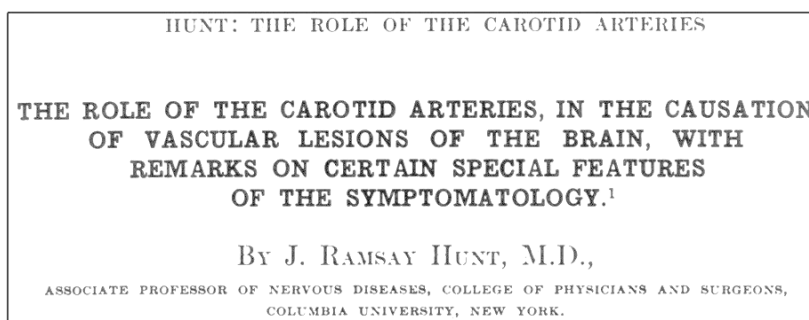 HUNT: THE ROLE OF THE CAROTID ARTERIES
THE ROLE OF THE CAROTID ARTERIES, IN THE CAUSATION
OF VASCULAR LESIONS OF THE BRAIN, WITH
REMARKS ON CERTAIN SPECIAL FEATURES
OF THE SYMPTOMATOLOGY.¹
BY J. RAMSAY HUNT, M.D.,
ASSOCIATE PROFESSOR OF NERVOUS DISEASES, COLLEGE OF PHYSICIANS AND SURGEONS,
COLUMBIA UNIVERSITY, NEW YORK.